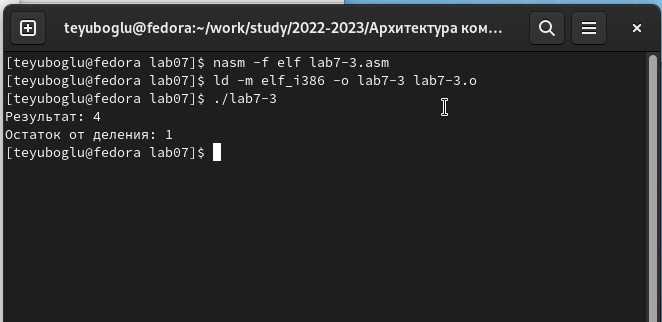 teyuboglu@fedora:~/work/study/2022-2023/Архитектура ком...
[teyuboglu@fedora lab07]$ nasm -f elf lab7-3.asm
[teyuboglu@fedora lab07]$ ld -m elf_i386 -o lab7-3 lab7-3.o
[teyuboglu@fedora lab07]$ ./lab7-3
Результат: 4
Остаток от деления: 1
[teyuboglu@fedora lab07]$